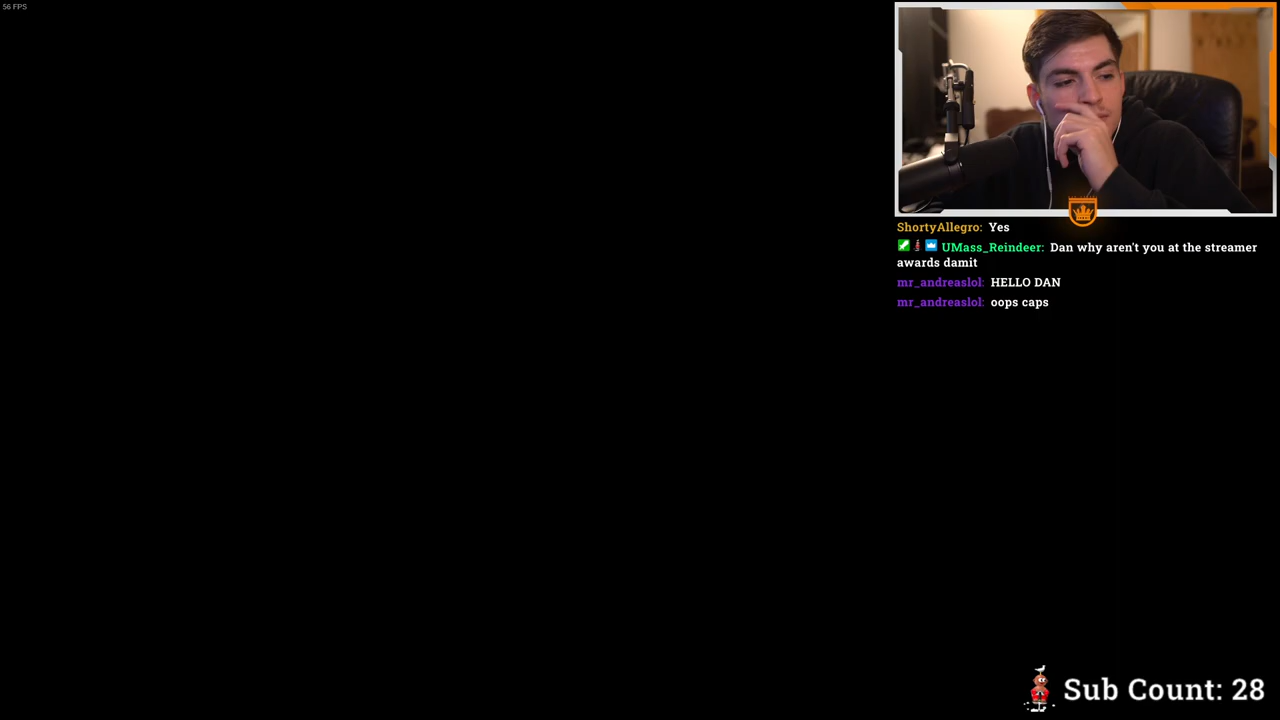 56 FPS
ShortyAllegro: Yes
UMass_Reindeer: Dan why aren't you at the streamer
awards damit
mr_andreaslol: HELLO DAN
mr_andreaslol: oops caps
Sub Count: 28